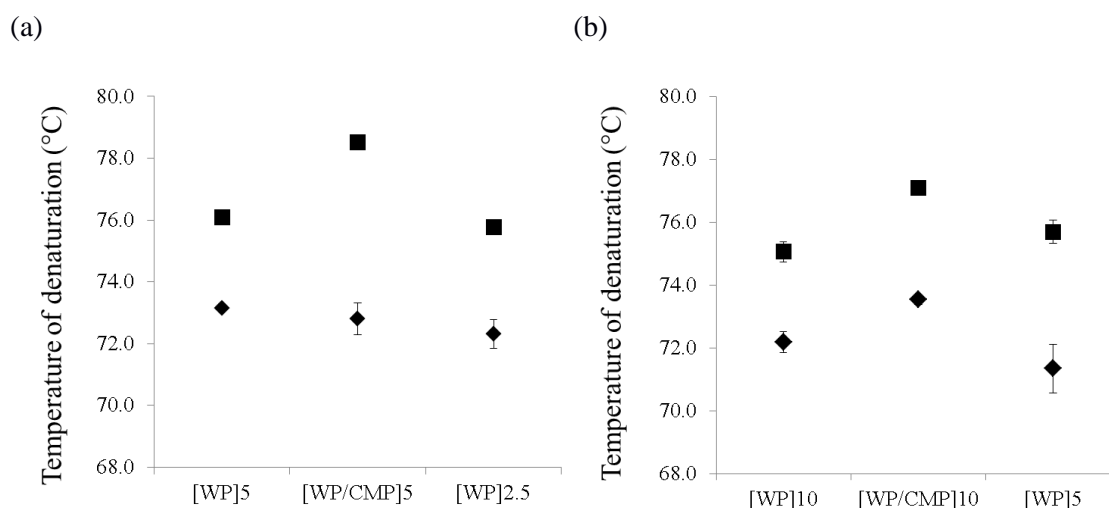 (a)
Temperature of denaturation (°C)
80.0
78.0
76.0
74.0
72.0
70.0
68.0
[WP]5 [WP/CMP]5 [WP]2.5
(b)
Temperature of denaturation (°C)
80.0
78.0
76.0
74.0
72.0
70.0
68.0
[WP]10 [WP/CMP]10 [WP]5